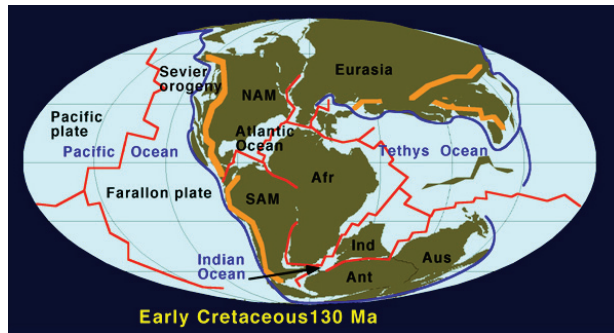 Sevier
orogeny
Eurasia
NAM
Pacific
plate
Atlantic
Ocean
Pacific Ocean
Tethys Ocean
Afr
Farallon plate
SAM
Ind
Aus
Indian
Ocean
Ant
Early Cretaceous130 Ma